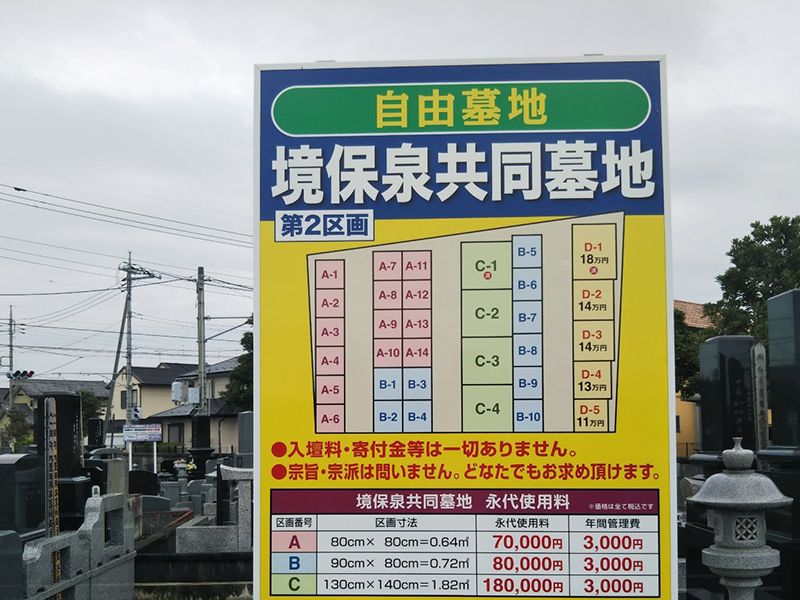 自由墓地
境保泉共同墓地
第2区画
A-1
A-2
A-3
A-4
A-5
A-6
A-7 A-11
A-8 A-12
A-9 A-13
A-10 A-14
B-1 B-3
B-2 B-4
C-1
済
C-2
C-3
C-4
B-5
B-6
B-7
B-8
B-9
B-10
D-1
18万円
済
D-2
14万円
D-3
14万円
D-4
13万円
D-5
11万円
●入壇料・寄付金等は一切ありません。
●宗旨・宗派は問いません。どなたでもお求め頂けます。
境保泉共同墓地 永代使用料 ※価格は全て税込です
区画番号 区画寸法 永代使用料 年間管理費
A 80cm× 80cm=0.64㎡ 70,000円 3,000円
B 90cm× 80cm=0.72㎡ 80,000円 3,000円
C 130cm×140cm=1.82㎡ 180,000円 3,000円